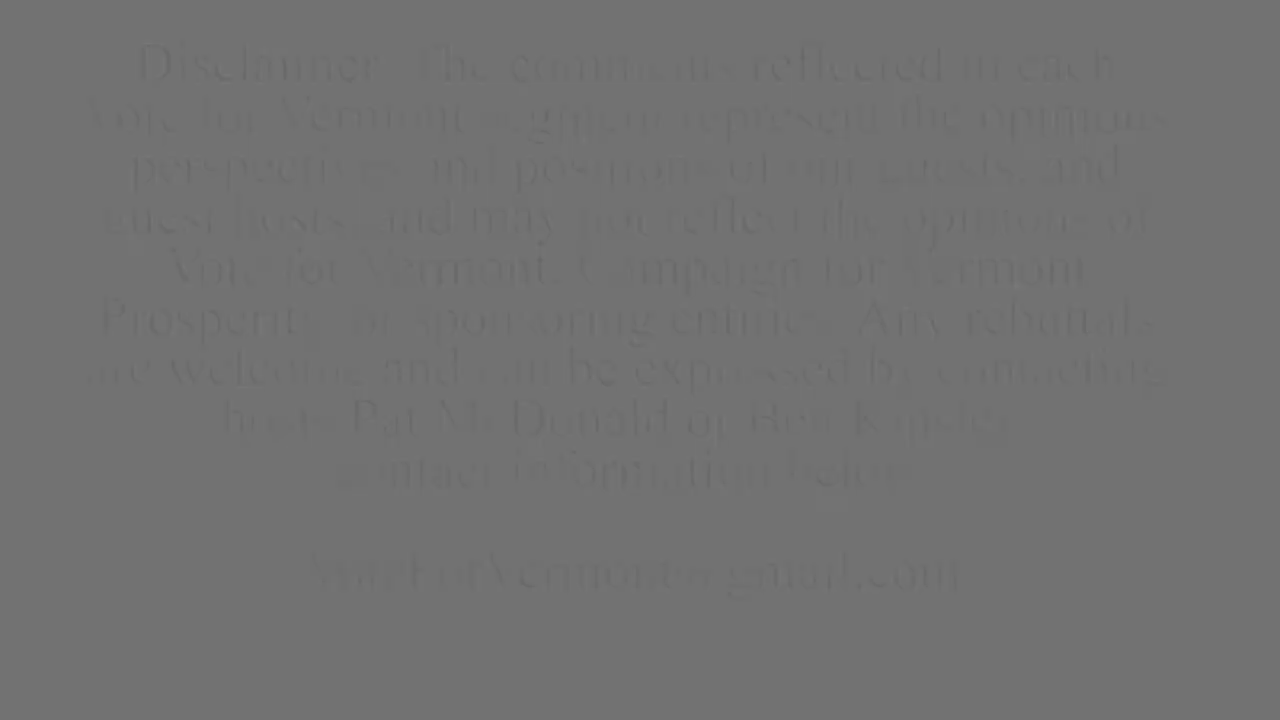 Disclaimer: The comments reflected in each
Vote for Vermont segment represent the opinions
perspectives and positions of our guests, and
guest hosts, and may not reflect the opinions of
Vote for Vermont, Campaign for Vermont
Prosperity, or sponsoring entities. Any rebuttals
are welcome and can be expressed by contacting
hosts Pat McDonald or Ben Kinsley
contact information below
VoteForVermont@gmail.com